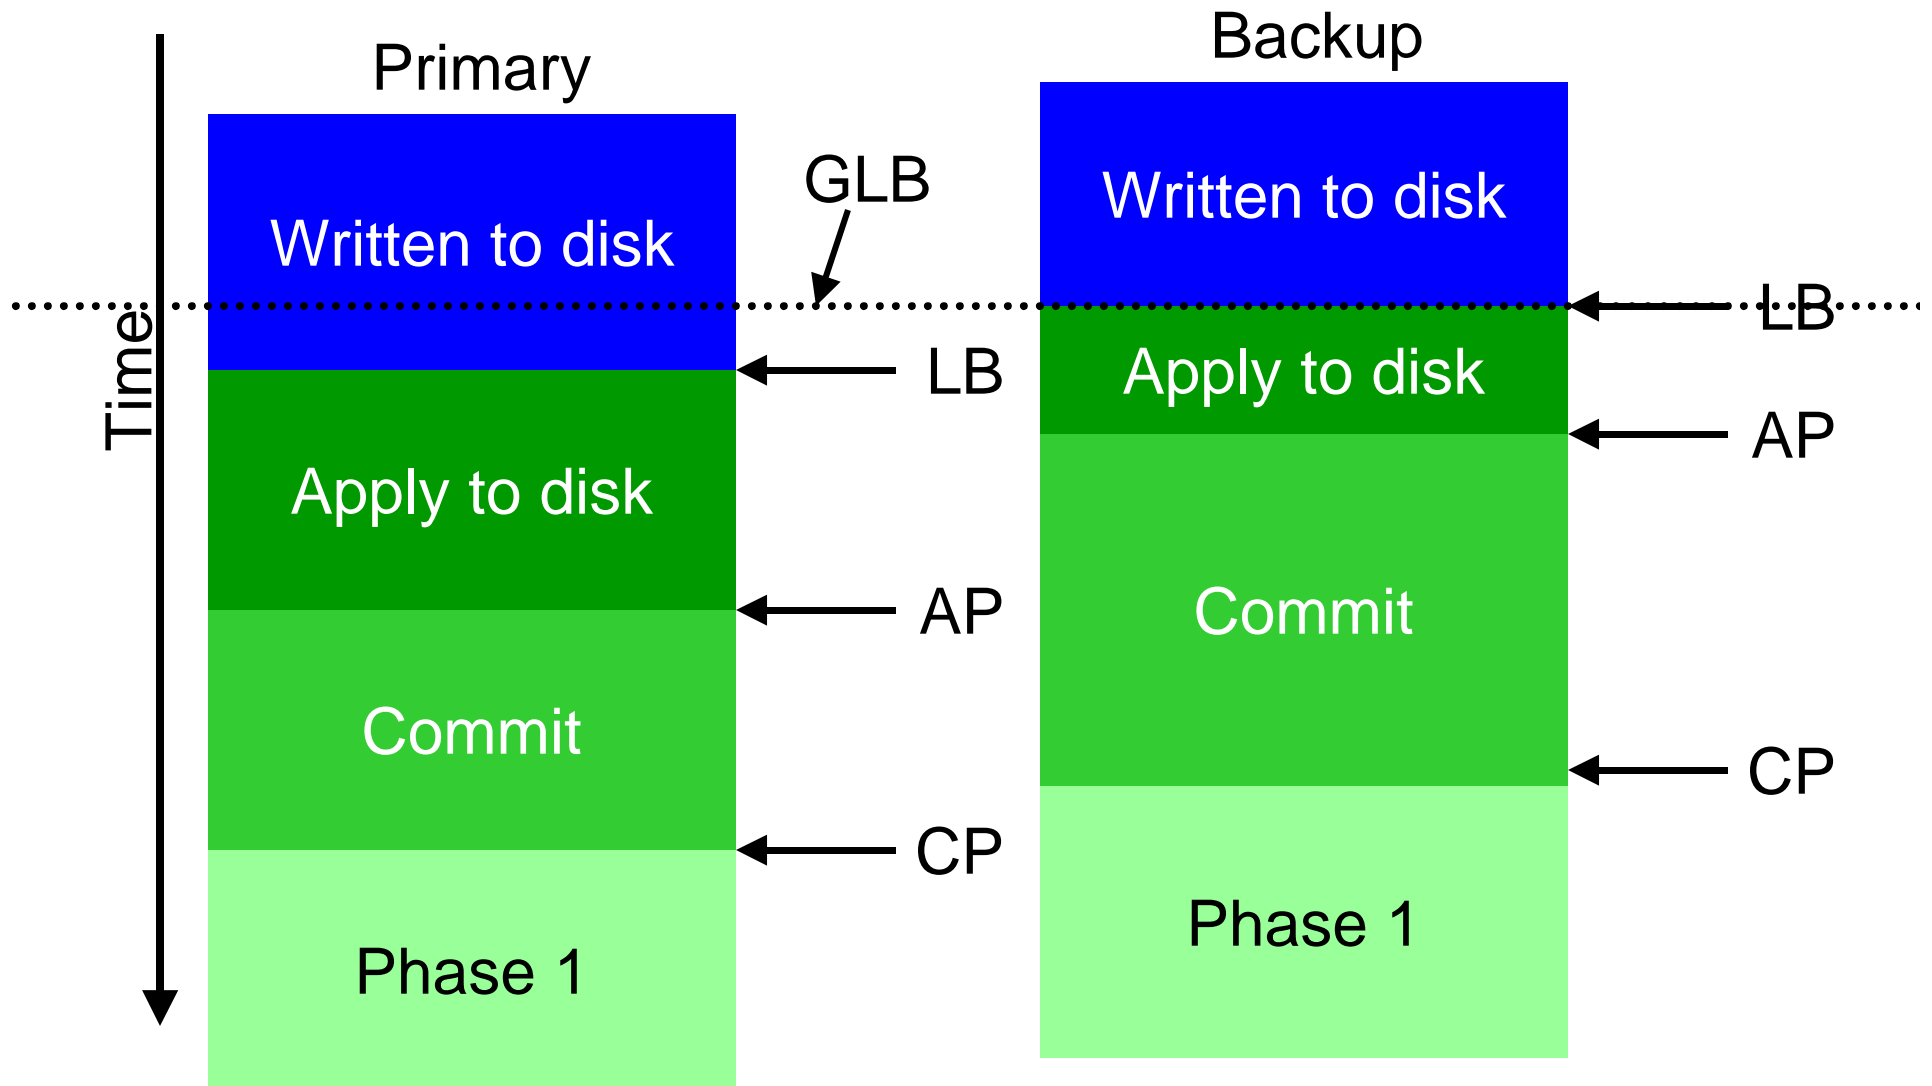 Primary
Backup
GLB
Written to disk
Written to disk
Time
LB
LB
Apply to disk
AP
Apply to disk
AP
Commit
Commit
CP
CP
Phase 1
Phase 1